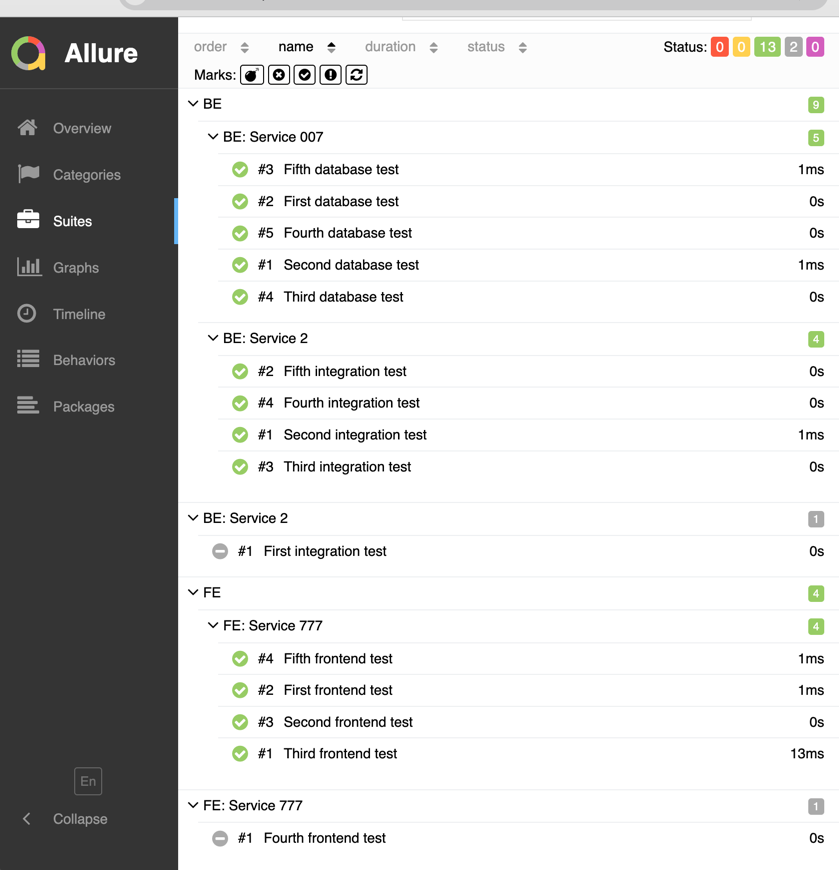 Allure
Overview
Categories
Suites
Graphs
Timeline
Behaviors
Packages
En
Collapse
order name duration status Status: 0 0 13 2 0
Marks:
BE 9
BE: Service 007 5
#3 Fifth database test 1ms
#2 First database test 0s
#5 Fourth database test 0s
#1 Second database test 1ms
#4 Third database test 0s
BE: Service 2 4
#2 Fifth integration test 0s
#4 Fourth integration test 0s
#1 Second integration test 1ms
#3 Third integration test 0s
BE: Service 2 1
#1 First integration test 0s
FE 4
FE: Service 777 4
#4 Fifth frontend test 1ms
#2 First frontend test 1ms
#3 Second frontend test 0s
#1 Third frontend test 13ms
FE: Service 777 1
#1 Fourth frontend test 0s